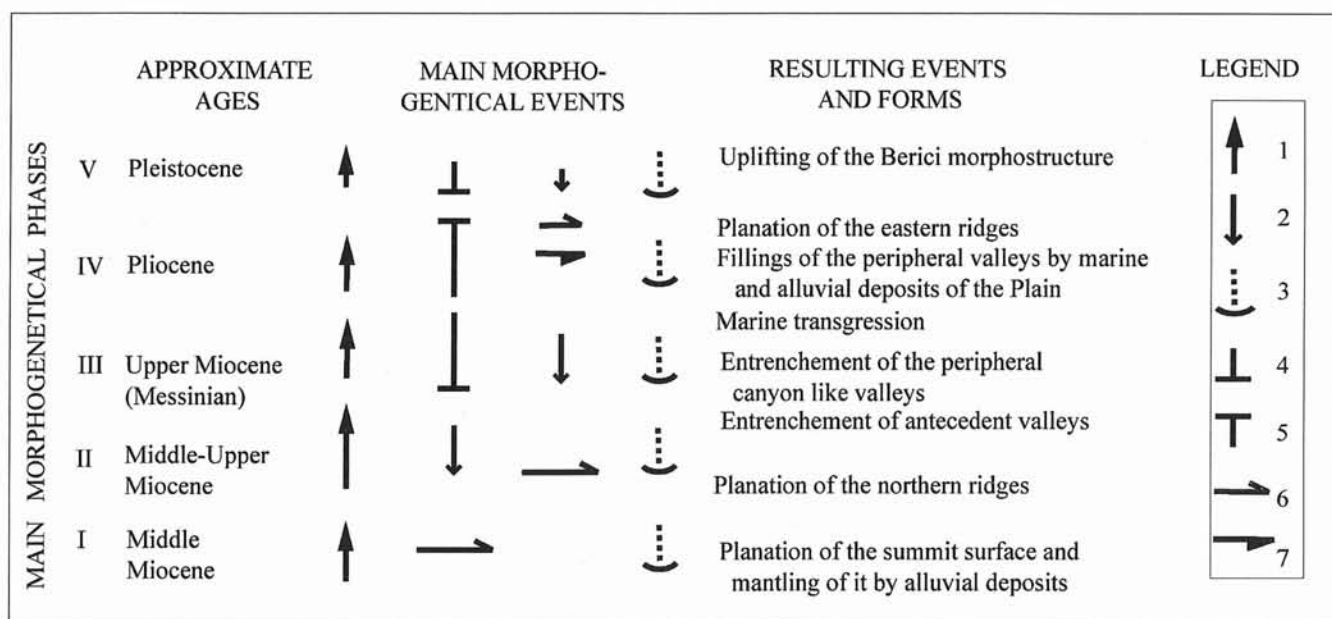 APPROXIMATE AGES
MAIN MORPHO-
GENTICAL EVENTS
RESULTING EVENTS
AND FORMS
LEGEND
MAIN MORPHOGENETICAL PHASES
V Pleistocene
Uplifting of the Berici morphostructure
Planation of the eastern ridges
IV Pliocene
Fillings of the peripheral valleys by marine
and alluvial deposits of the Plain
Marine transgression
III Upper Miocene
(Messinian)
Entrenchement of the peripheral
canyon like valleys
Entrenchement of antecedent valleys
II Middle-Upper
Miocene
Planation of the northern ridges
I Middle
Miocene
Planation of the summit surface and
mantling of it by alluvial deposits
1
2
3
4
5
6
7